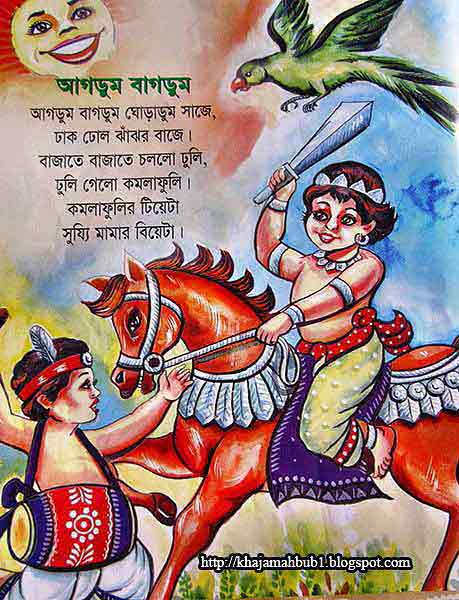 আগডুম বাগডুম
আগডুম বাগডুম ঘোড়াডুম সাজে,
ঢাক ঢোল ঝাঁঝর বাজে।
বাজাতে বাজাতে চললো ঢুলি,
ঢুলি গেলো কমলাফুলি।
কমলাফুলির টিয়েটা
সুয্যি মামার বিয়েটা।
http://khajamahbub1.blogspot.com